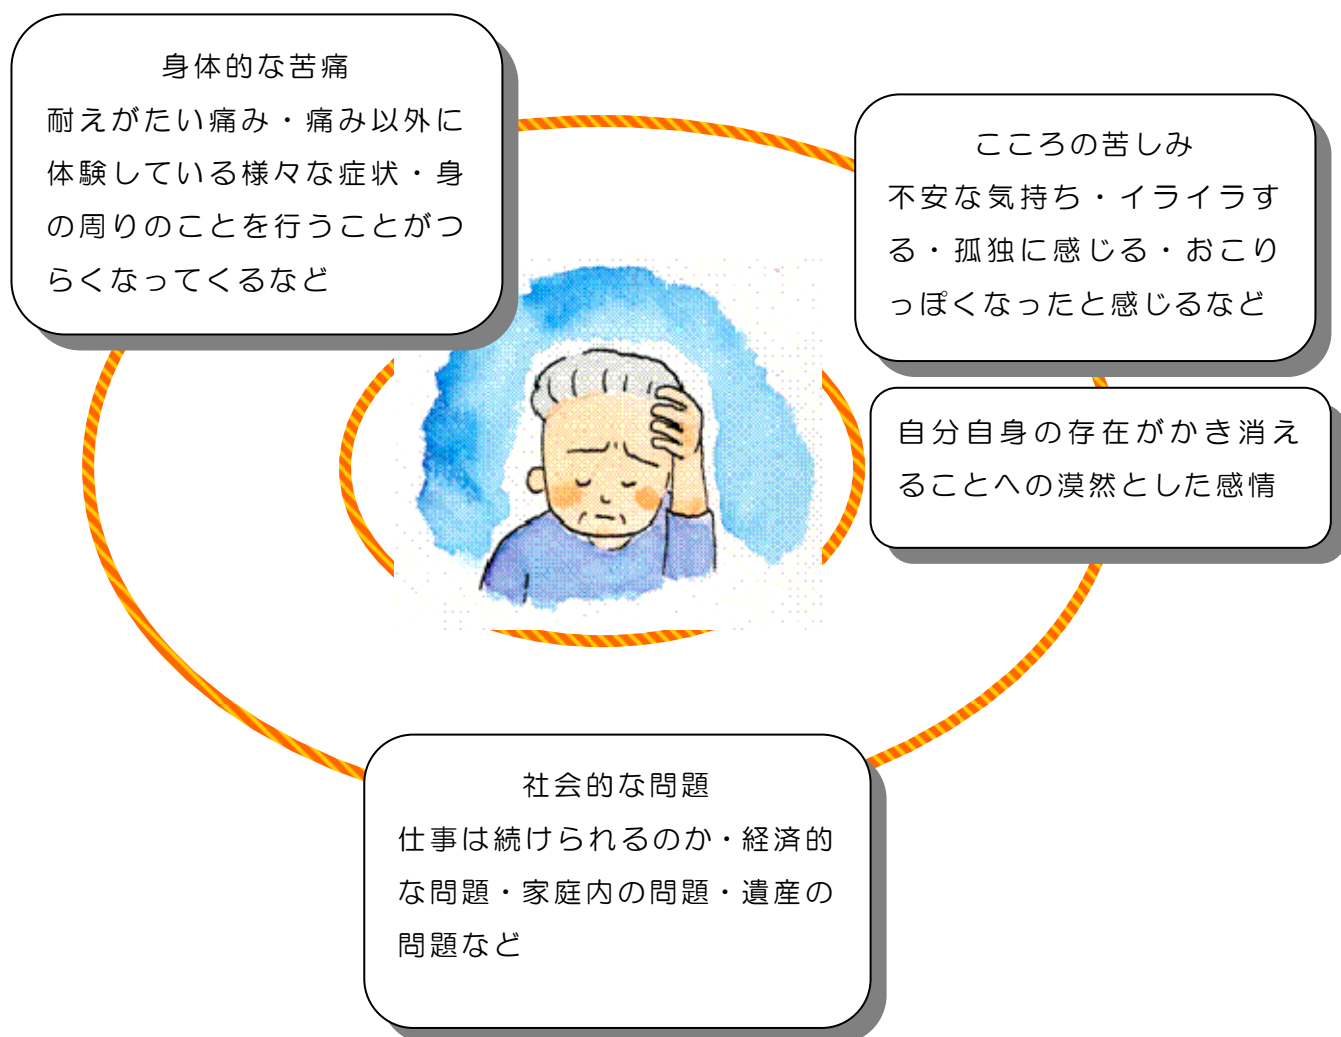 身体的な苦痛
耐えがたい痛み・痛み以外に
体験している様々な症状・身
の周りのことを行うことがつ
らくなってくるなど
こころの苦しみ
不安な気持ち・イライラす
る・孤独に感じる・おこり
っぽくなったと感じるなど
自分自身の存在がかき消え
ることへの漠然とした感情
社会的な問題
仕事は続けられるのか・経済的
な問題・家庭内の問題・遺産の
問題など